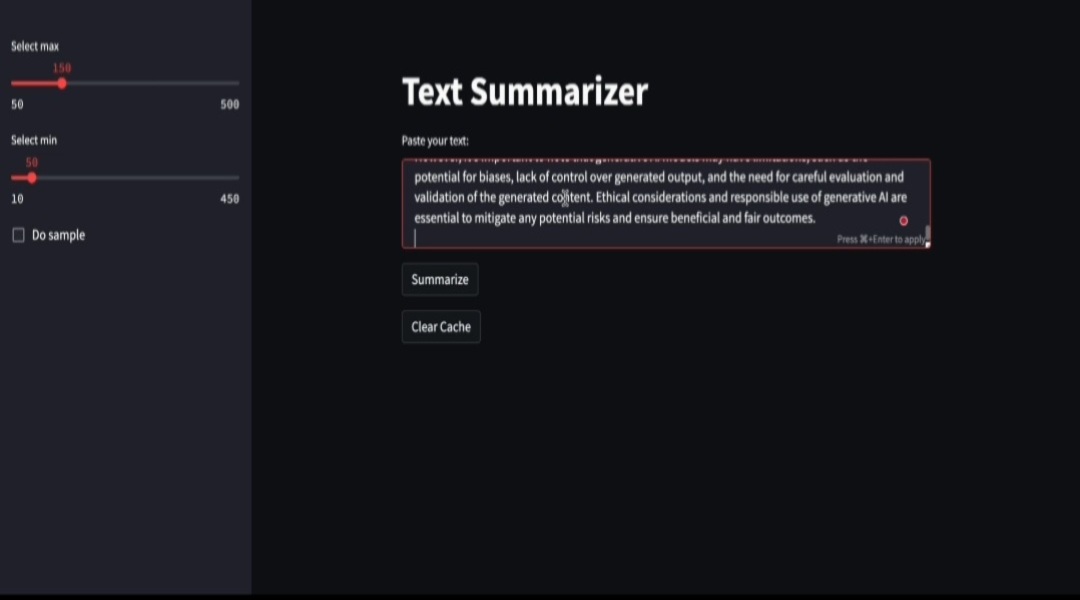 Select max
150
50 500
Select min
50
10 450
Do sample
Text Summarizer
Paste your text:
potential for biases, lack of control over generated output, and the need for careful evaluation and
validation of the generated content. Ethical considerations and responsible use of generative AI are
essential to mitigate any potential risks and ensure beneficial and fair outcomes.
Press ⌘+Enter to apply
Summarize
Clear Cache